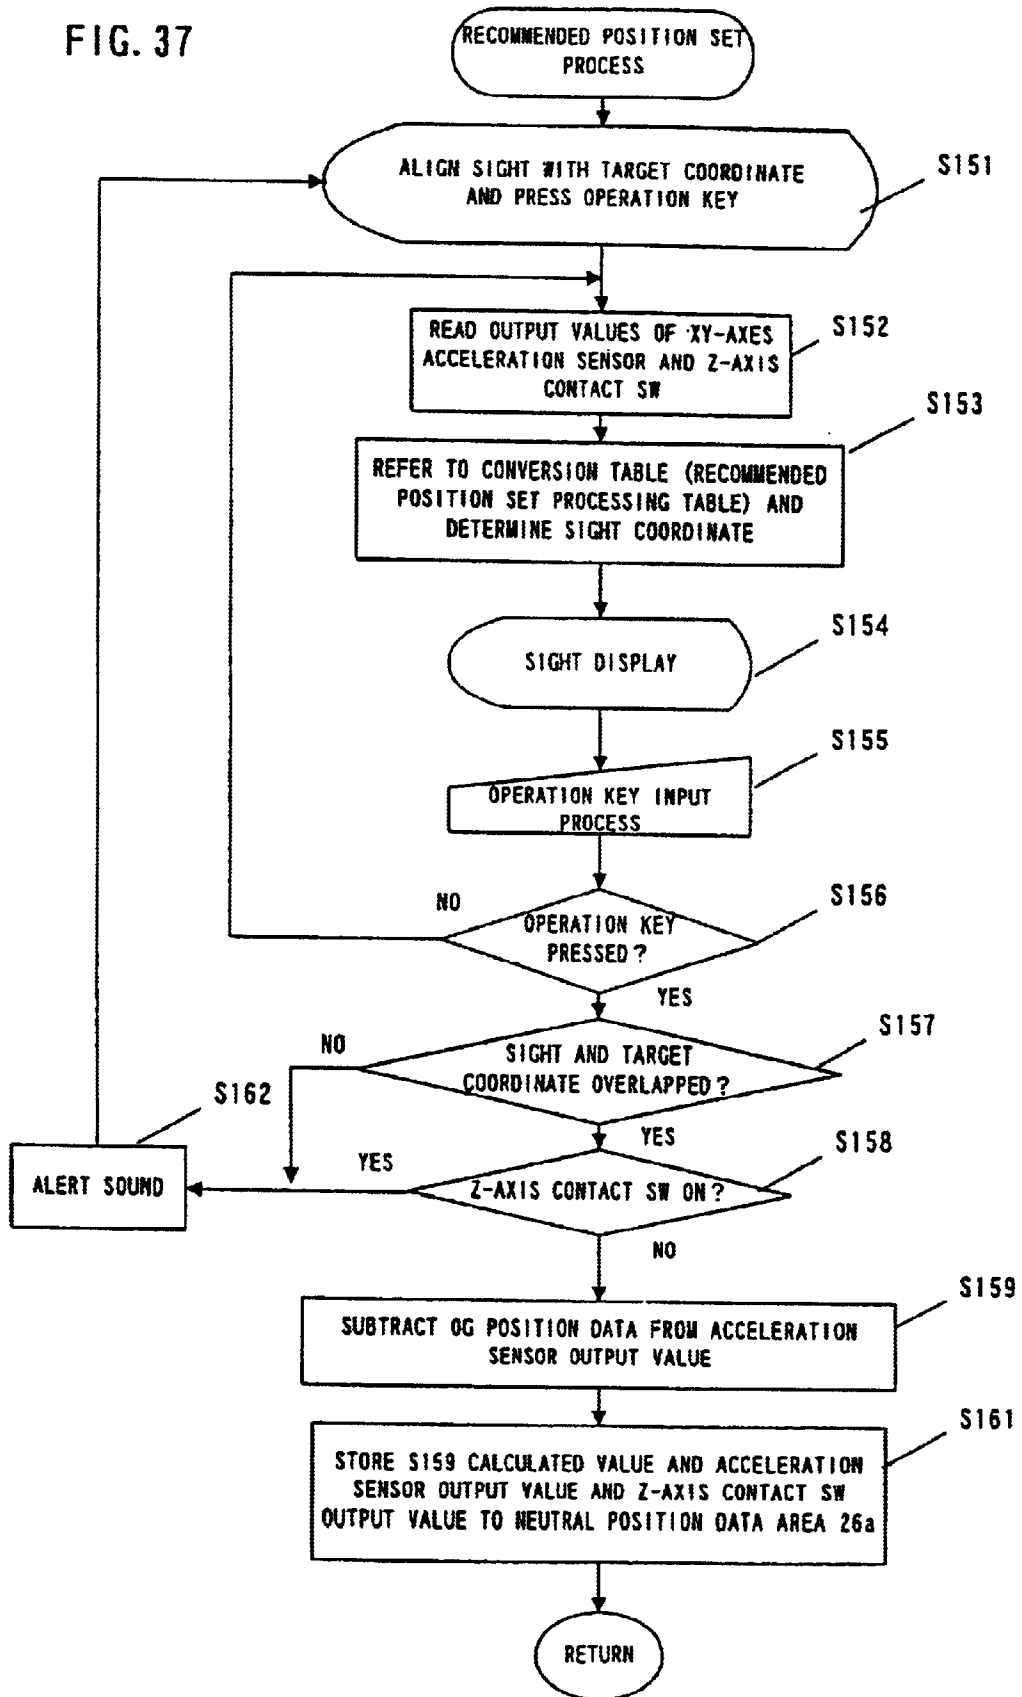 FIG. 37
RECOMMENDED POSITION SET
PROCESS
ALIGN SIGHT WITH TARGET COORDINATE
AND PRESS OPERATION KEY
S151
READ OUTPUT VALUES OF XY-AXES
ACCELERATION SENSOR AND Z-AXIS
CONTACT SW
S152
REFER TO CONVERSION TABLE (RECOMMENDED
POSITION SET PROCESSING TABLE) AND
DETERMINE SIGHT COORDINATE
S153
SIGHT DISPLAY
S154
OPERATION KEY INPUT
PROCESS
S155
OPERATION KEY
PRESSED?
S156
NO
YES
SIGHT AND TARGET
COORDINATE OVERLAPPED?
S157
NO
YES
Z-AXIS CONTACT SW ON?
S158
YES
NO
ALERT SOUND
S162
SUBTRACT 0G POSITION DATA FROM ACCELERATION
SENSOR OUTPUT VALUE
S159
STORE S159 CALCULATED VALUE AND ACCELERATION
SENSOR OUTPUT VALUE AND Z-AXIS CONTACT SW
OUTPUT VALUE TO NEUTRAL POSITION DATA AREA 26a
S161
RETURN